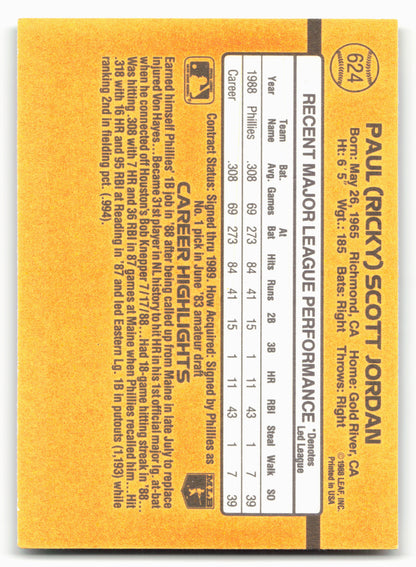 624
PAUL (RICKY) SCOTT JORDAN
Born: May 26, 1965 Richmond, CA Home: Gold River, CA
Ht: 6'5" Wgt.: 185 Bats: Right Throws: Right
© 1988 LEAF, INC.
Printed in USA
RECENT MAJOR LEAGUE PERFORMANCE *Denotes Led League
Year Team Name Bat. Avg. Games At Bat Hits Runs 2B 3B HR RBI Steal Walk SO
1988 Phillies .308 69 273 84 41 15 1 11 43 1 7 39
Career .308 69 273 84 41 15 1 11 43 1 7 39
Contract Status: Signed thru 1989. How Acquired: Signed by Phillies as
No. 1 pick in June '83 amateur draft
CAREER HIGHLIGHTS
Earned himself Phillies' 1B job in '88 after being called up from Maine in late July to replace
injured Von Hayes...Became 31st player in NL history to hit HR in his 1st official major lg. at-bat
when he connected off Houston's Bob Knepper 7/17/88...Had 18-game hitting streak in '88...
Was hitting .308 with 7 HR and 36 RBI in 87 games at Maine when Phillies recalled him...Hit
.318 with 16 HR and 95 RBI at Reading in '87 and led Eastern Lg. 1B in putouts (1,193) while
ranking 2nd in fielding pct. (.994).
MLB